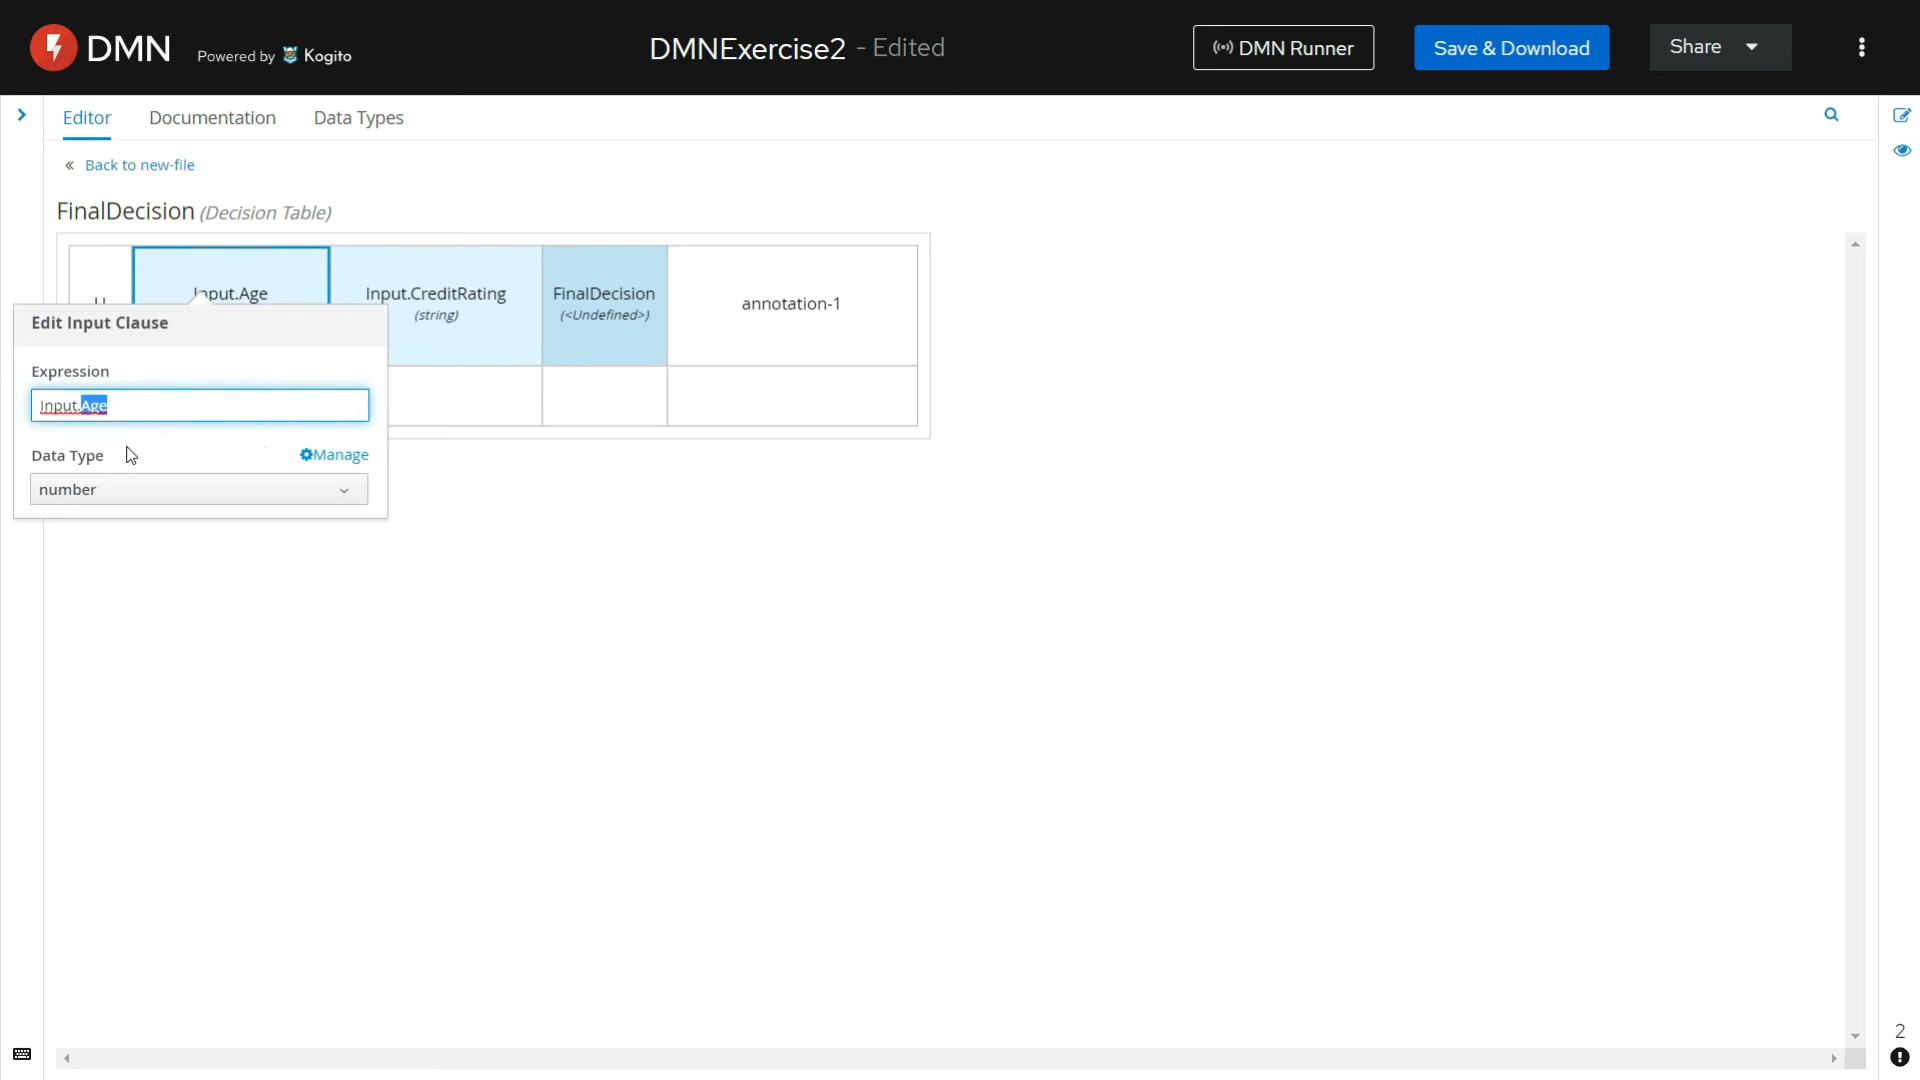 DMN Powered by Kogito
DMNExercise2 - Edited
DMN Runner
Save & Download
Share
Editor Documentation Data Types
« Back to new-file
FinalDecision (Decision Table)
Input.Age
Input.CreditRating
(string)
FinalDecision
(<Undefined>)
annotation-1
Edit Input Clause
Expression
Input.Age
Data Type
Manage
number
2